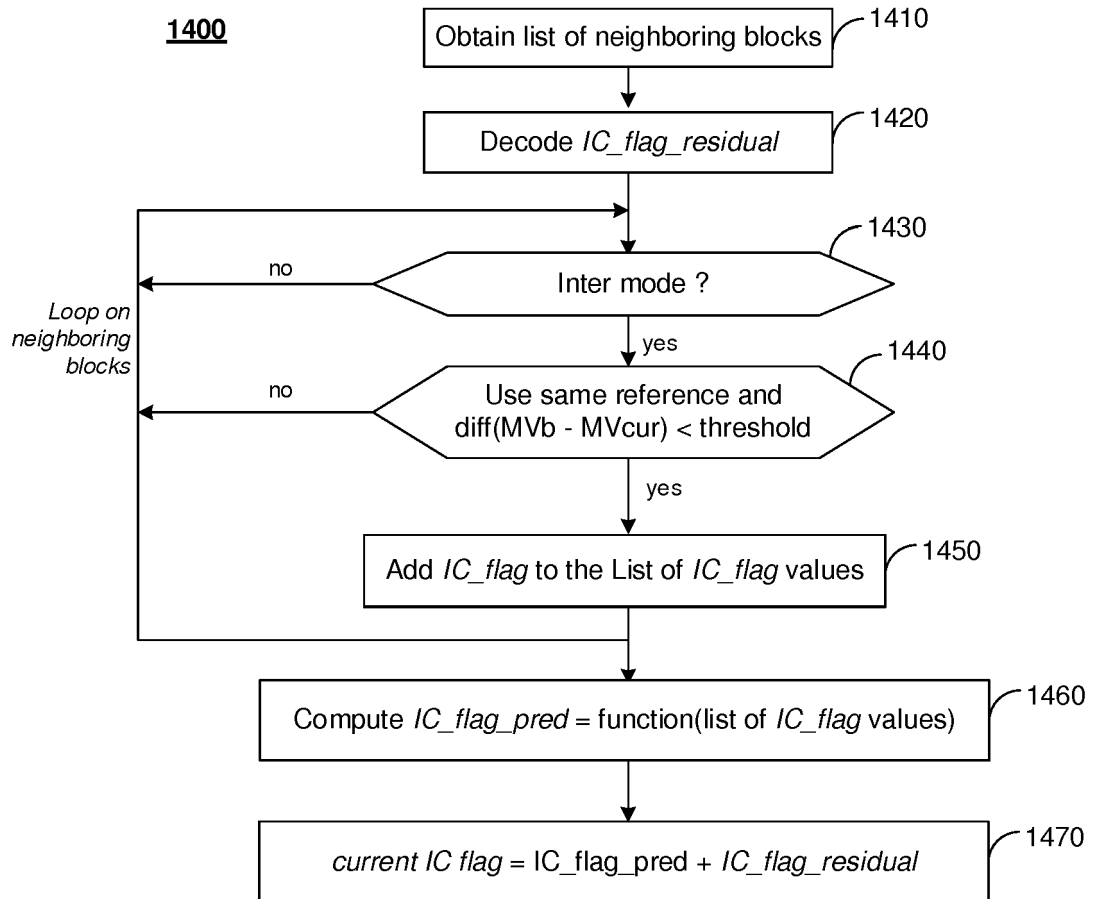 1400
Obtain list of neighboring blocks
1410
Decode IC_flag_residual
1420
Inter mode ?
1430
no
yes
Loop on
neighboring
blocks
Use same reference and
diff(MVb - MVcur) < threshold
1440
no
yes
Add IC_flag to the List of IC_flag values
1450
Compute IC_flag_pred = function(list of IC_flag values)
1460
current IC flag = IC_flag_pred + IC_flag_residual
1470